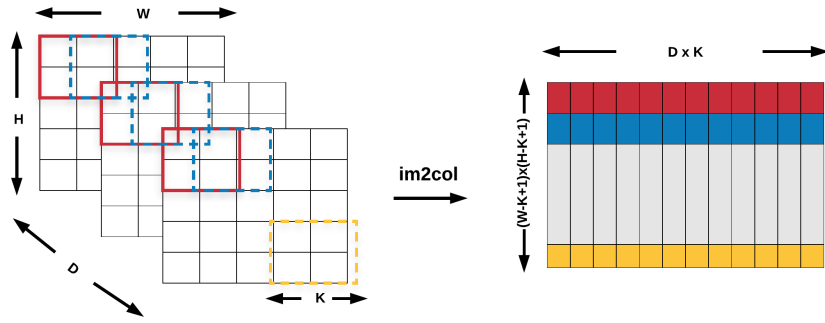 W
H
D
K
im2col
D x K
(W-K+1)x(H-K+1)